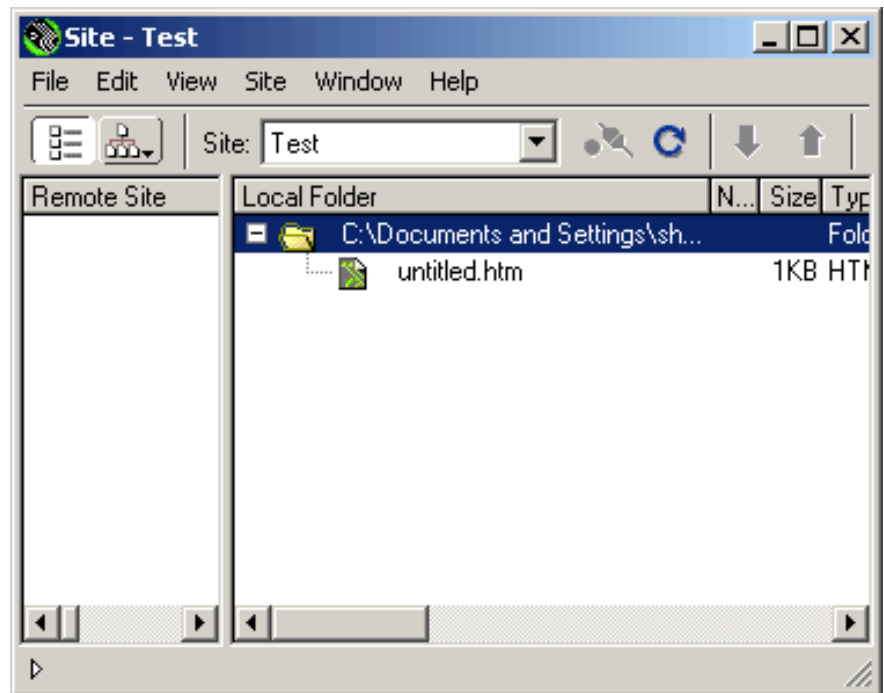 Site - Test
File Edit View Site Window Help
Site: Test
Remote Site
Local Folder N... Size Typ
C:\Documents and Settings\sh... Fold
untitled.htm 1KB HTM